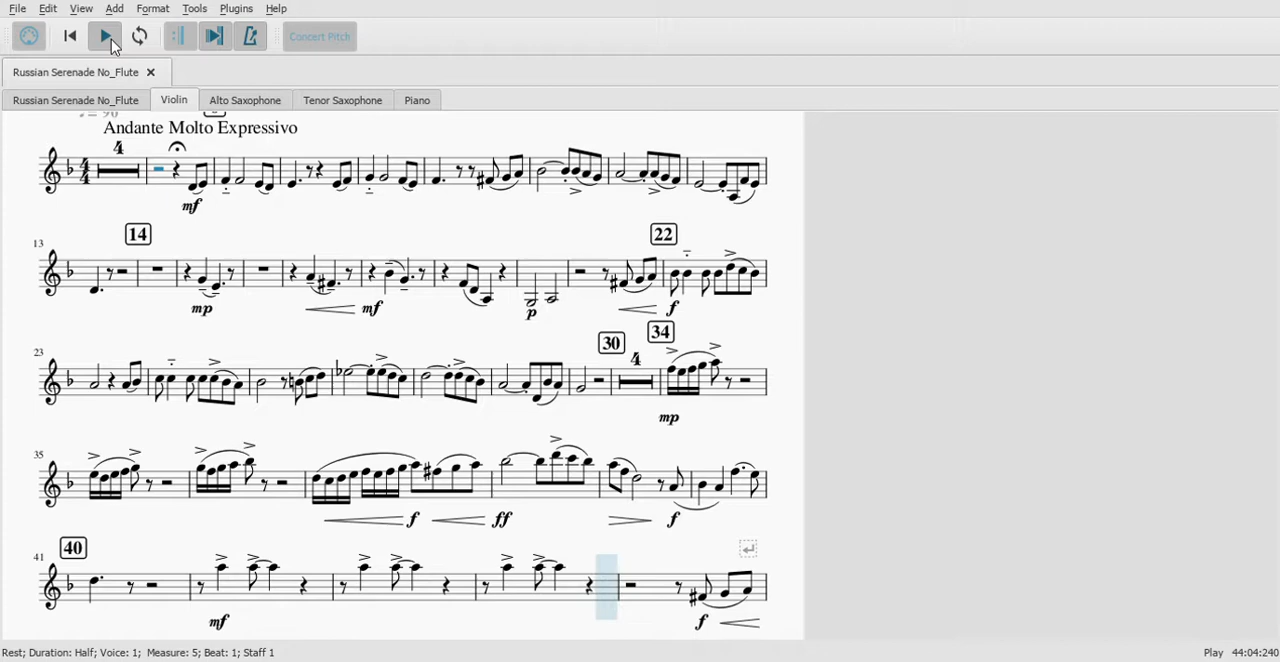 File Edit View Add Format Tools Plugins Help
Concert Pitch
Russian Serenade No_Flute
Russian Serenade No_Flute Violin Alto Saxophone Tenor Saxophone Piano
Andante Molto Expressivo
4
4
4
mf
13
14
22
mp
mf
p
f
23
30
4
34
mp
35
f
ff
f
41
40
mf
f
Rest; Duration: Half; Voice: 1; Measure: 5; Beat: 1; Staff 1
Play 44:04:240